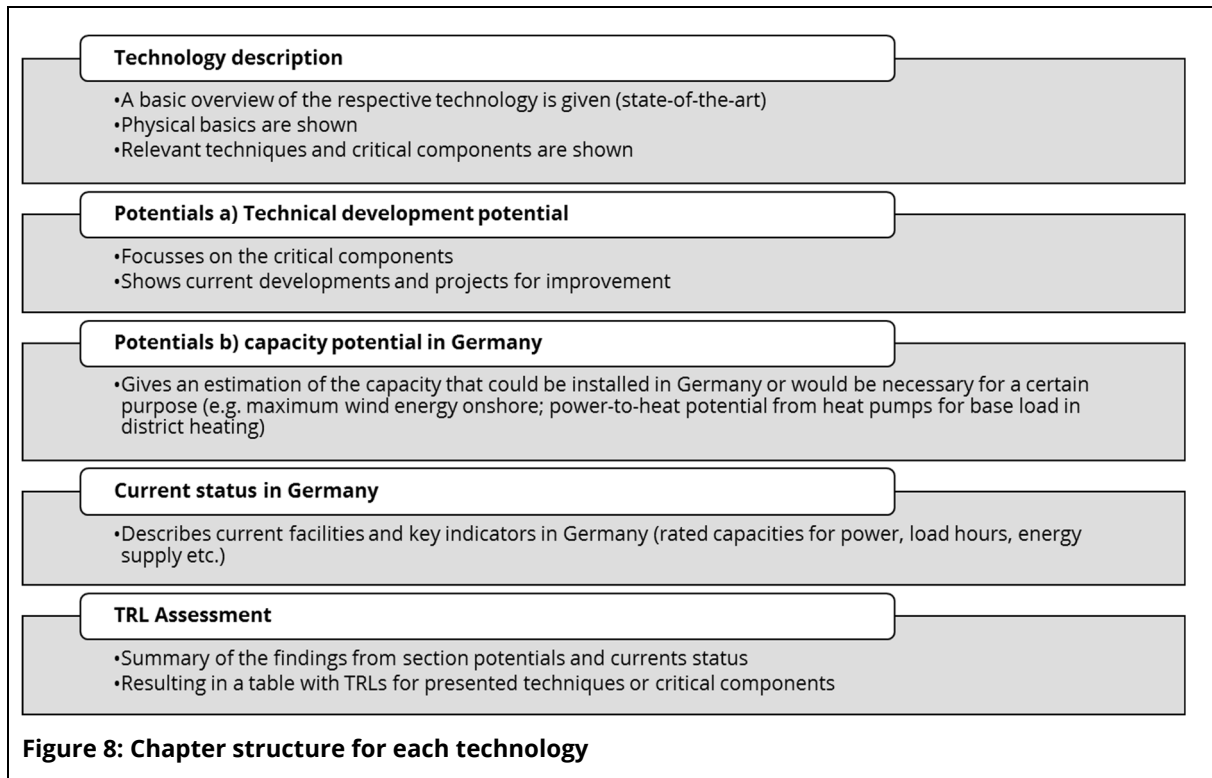 Technology description
•A basic overview of the respective technology is given (state-of-the-art)
•Physical basics are shown
•Relevant techniques and critical components are shown
Potentials a) Technical development potential
•Focusses on the critical components
•Shows current developments and projects for improvement
Potentials b) capacity potential in Germany
•Gives an estimation of the capacity that could be installed in Germany or would be necessary for a certain
purpose (e.g. maximum wind energy onshore; power-to-heat potential from heat pumps for base load in
district heating)
Current status in Germany
•Describes current facilities and key indicators in Germany (rated capacities for power, load hours, energy
supply etc.)
TRL Assessment
•Summary of the findings from section potentials and currents status
•Resulting in a table with TRLs for presented techniques or critical components
Figure 8: Chapter structure for each technology